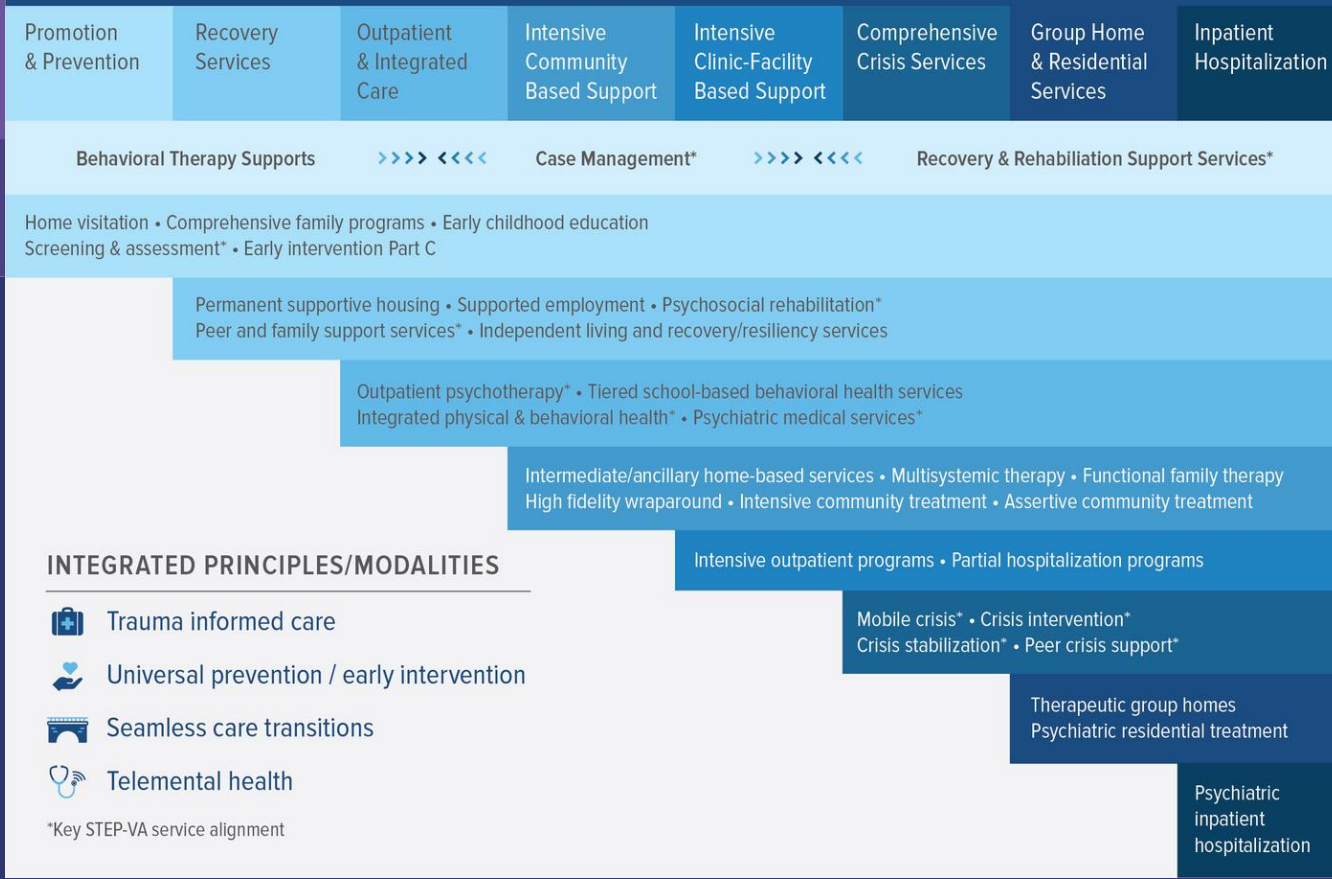 Promotion
& Prevention
Recovery
Services
Outpatient
& Integrated
Care
Intensive
Community
Based Support
Intensive
Clinic-Facility
Based Support
Comprehensive
Crisis Services
Group Home
& Residential
Services
Inpatient
Hospitalization
Behavioral Therapy Supports >>>> <<<< Case Management* >>>> <<<< Recovery & Rehabiliation Support Services*
Home visitation • Comprehensive family programs • Early childhood education
Screening & assessment* • Early intervention Part C
Permanent supportive housing • Supported employment • Psychosocial rehabilitation*
Peer and family support services* • Independent living and recovery/resiliency services
Outpatient psychotherapy* • Tiered school-based behavioral health services
Integrated physical & behavioral health* • Psychiatric medical services*
Intermediate/ancillary home-based services • Multisystemic therapy • Functional family therapy
High fidelity wraparound • Intensive community treatment • Assertive community treatment
Intensive outpatient programs • Partial hospitalization programs
Mobile crisis* • Crisis intervention*
Crisis stabilization* • Peer crisis support*
Therapeutic group homes
Psychiatric residential treatment
Psychiatric
inpatient
hospitalization
INTEGRATED PRINCIPLES/MODALITIES
Trauma informed care
Universal prevention / early intervention
Seamless care transitions
Telemental health
*Key STEP-VA service alignment